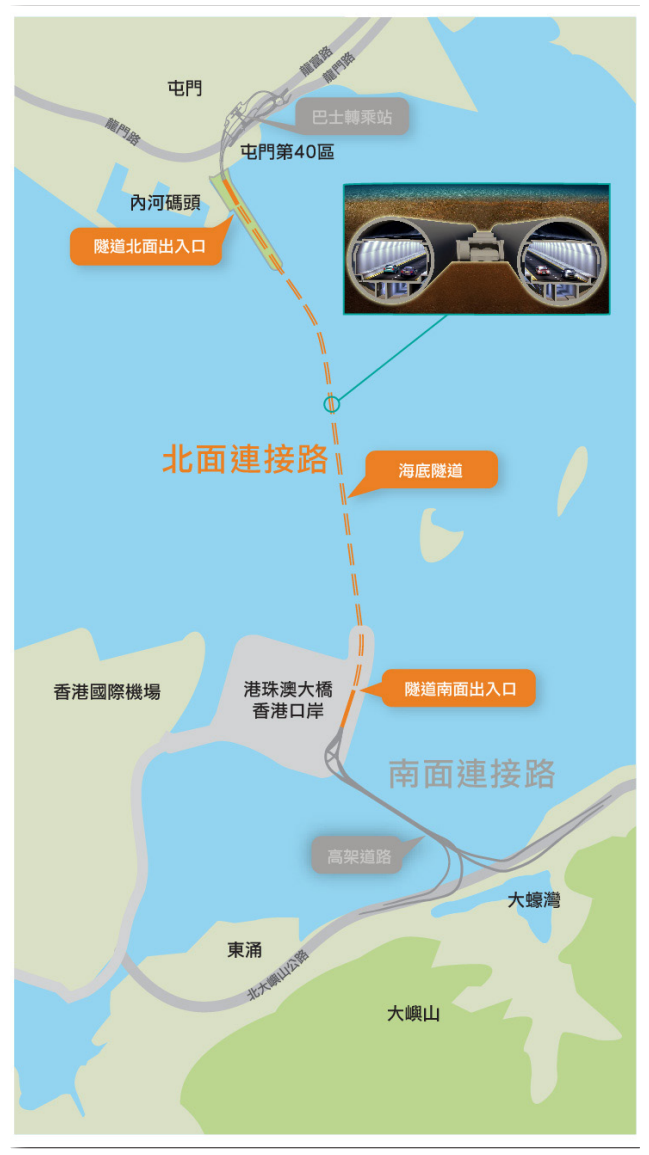 龍富路
龍門路
屯門
巴士轉乘站
龍門路
屯門第40區
內河碼頭
隧道北面出入口
北面連接路
海底隧道
香港國際機場
港珠澳大橋
香港口岸
隧道南面出入口
南面連接路
高架道路
大蠔灣
東涌
北大嶼山公路
大嶼山